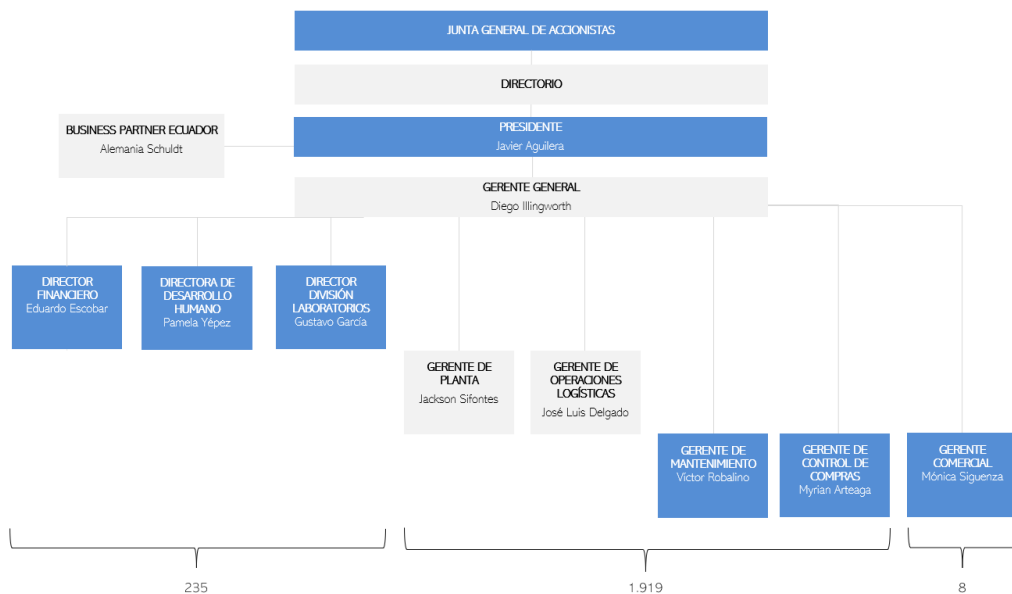 JUNTA GENERAL DE ACCIONISTAS
DIRECTORIO
BUSINESS PARTNER ECUADOR
Alemania Schuldt
PRESIDENTE
Javier Aguilera
GERENTE GENERAL
Diego Illingworth
DIRECTOR
FINANCIERO
Eduardo Escobar
DIRECTORA DE
DESARROLLO
HUMANO
Pamela Yépez
DIRECTOR
DIVISIÓN
LABORATORIOS
Gustavo García
GERENTE DE
PLANTA
Jackson Sifontes
GERENTE DE
OPERACIONES
LOGÍSTICAS
José Luis Delgado
GERENTE DE
MANTENIMIENTO
Víctor Robalino
GERENTE DE
CONTROL DE
COMPRAS
Myrian Arteaga
GERENTE
COMERCIAL
Mónica Siguenza
235
1.919
8